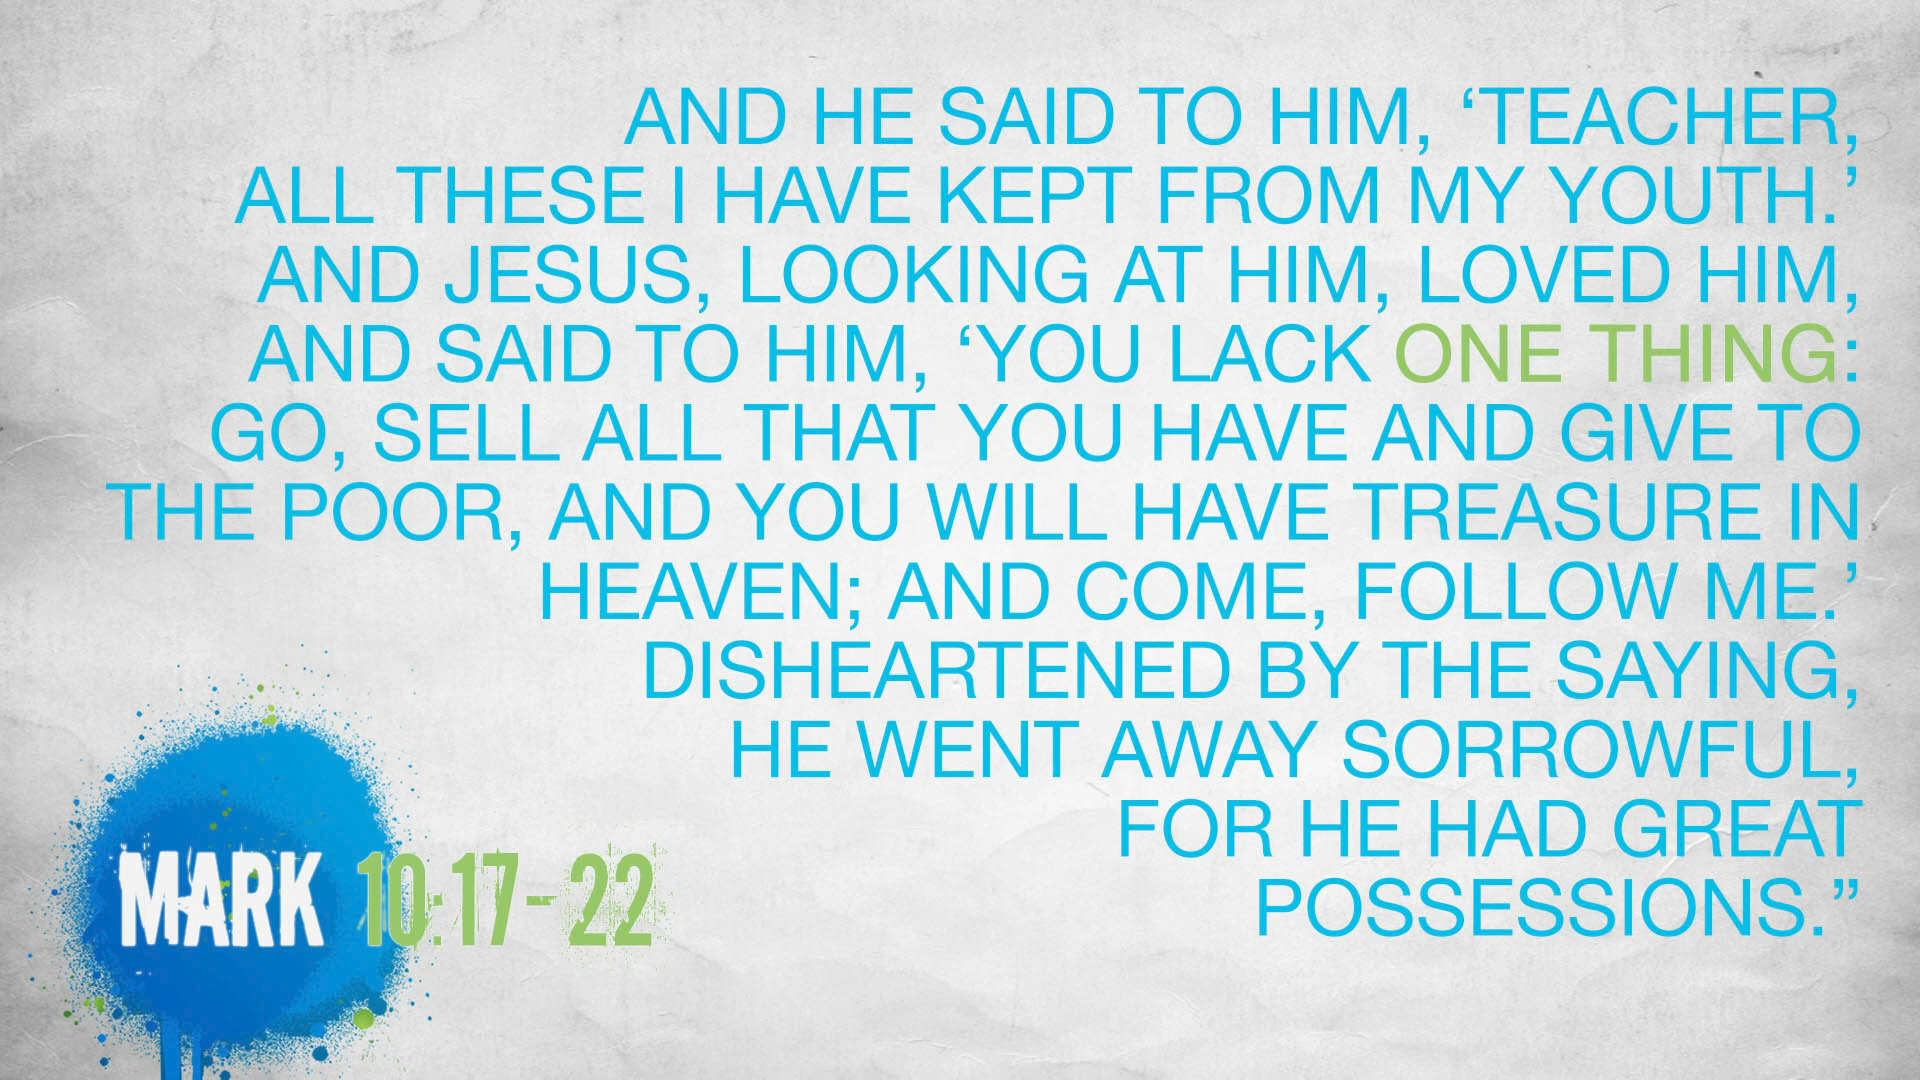 AND HE SAID TO HIM, ‘TEACHER,
ALL THESE I HAVE KEPT FROM MY YOUTH.’
AND JESUS, LOOKING AT HIM, LOVED HIM,
AND SAID TO HIM, ‘YOU LACK ONE THING:
GO, SELL ALL THAT YOU HAVE AND GIVE TO
THE POOR, AND YOU WILL HAVE TREASURE IN
HEAVEN; AND COME, FOLLOW ME.’
DISHEARTENED BY THE SAYING,
HE WENT AWAY SORROWFUL,
FOR HE HAD GREAT
POSSESSIONS.”
MARK 10:17-22